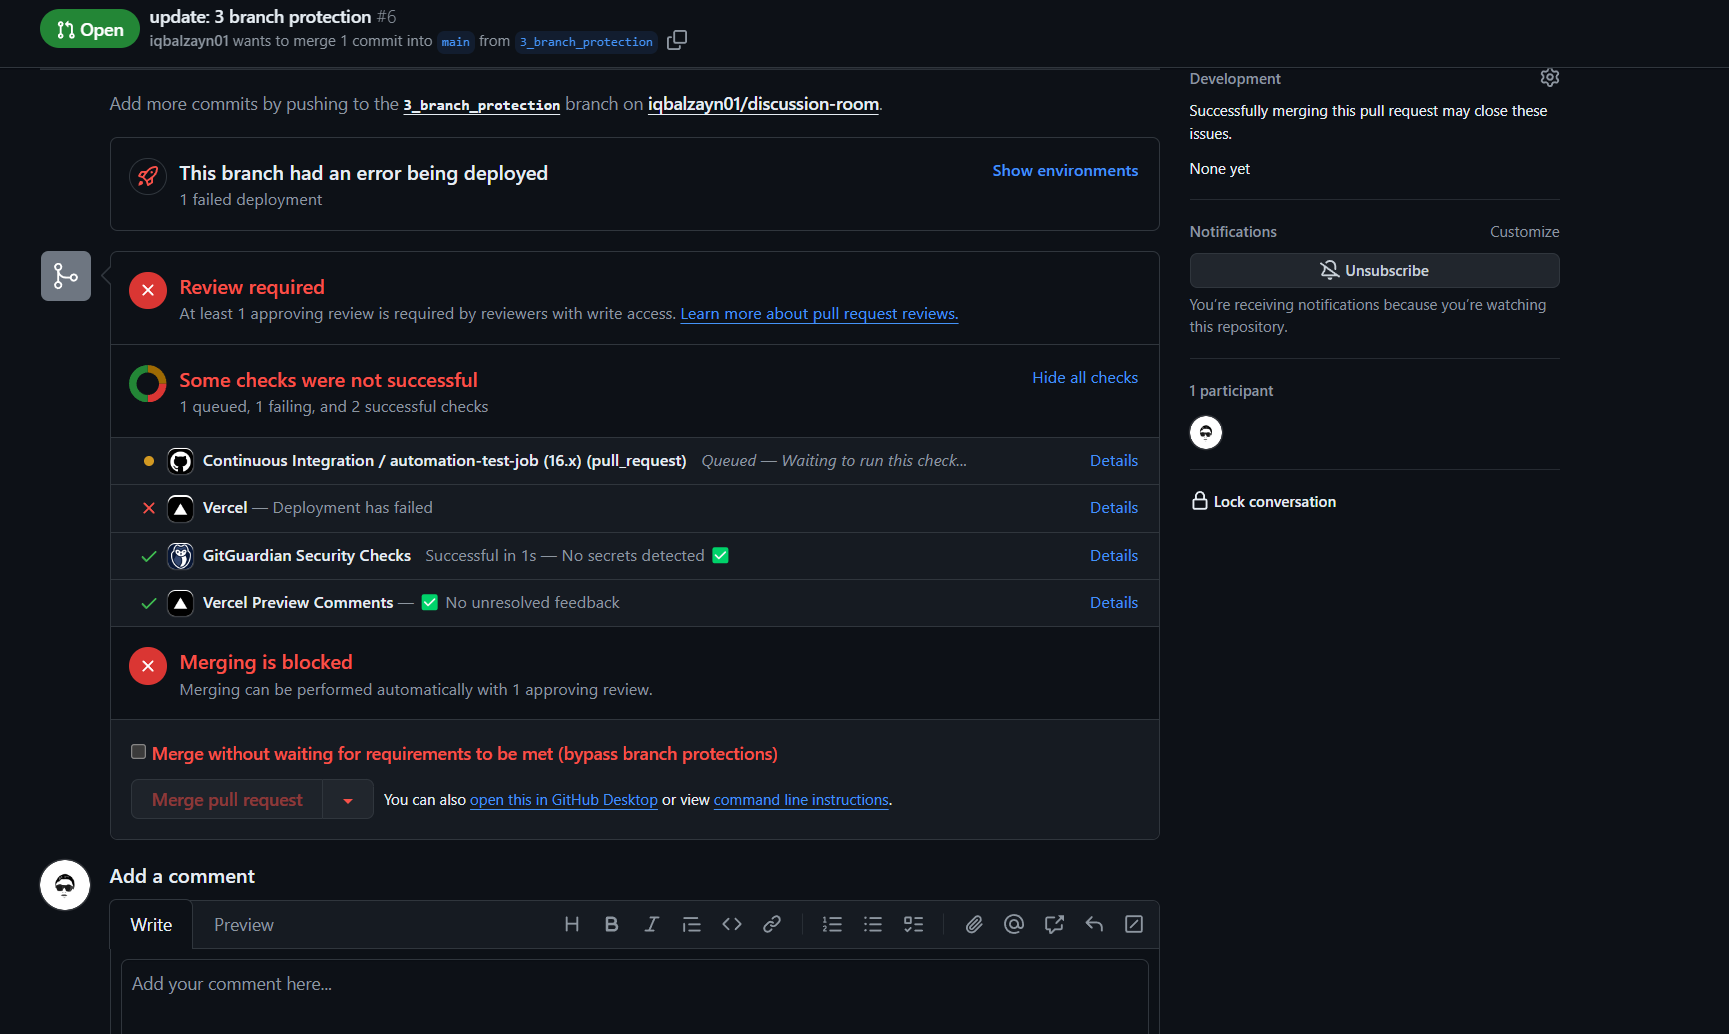 Open
update: 3 branch protection #6
iqbalzayn01 wants to merge 1 commit into main from 3_branch_protection
Add more commits by pushing to the 3_branch_protection branch on iqbalzayn01/discussion-room.
This branch had an error being deployed
1 failed deployment
Show environments
Review required
At least 1 approving review is required by reviewers with write access. Learn more about pull request reviews.
Some checks were not successful
1 queued, 1 failing, and 2 successful checks
Hide all checks
Continuous Integration / automation-test-job (16.x) (pull_request) Queued — Waiting to run this check... Details
Vercel — Deployment has failed Details
GitGuardian Security Checks Successful in 1s — No secrets detected ✅ Details
Vercel Preview Comments — ✅ No unresolved feedback Details
Merging is blocked
Merging can be performed automatically with 1 approving review.
Merge without waiting for requirements to be met (bypass branch protections)
Merge pull request
You can also open this in GitHub Desktop or view command line instructions.
Add a comment
Write Preview
Add your comment here...
Development
Successfully merging this pull request may close these
issues.
None yet
Notifications Customize
Unsubscribe
You're receiving notifications because you're watching
this repository.
1 participant
Lock conversation